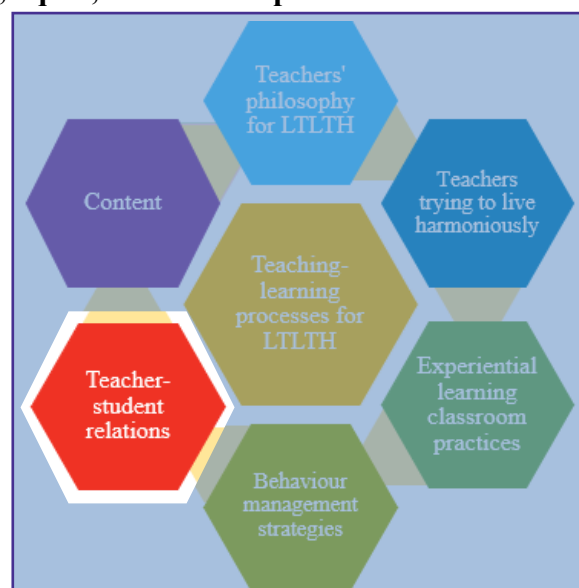 Teachers'
philosophy
for LTLTH
Content
Teachers
trying to live
harmoniously
Teaching-
learning
processes for
LTLTH
Teacher-
student
relations
Experiential
learning
classroom
practices
Behaviour
management
strategies